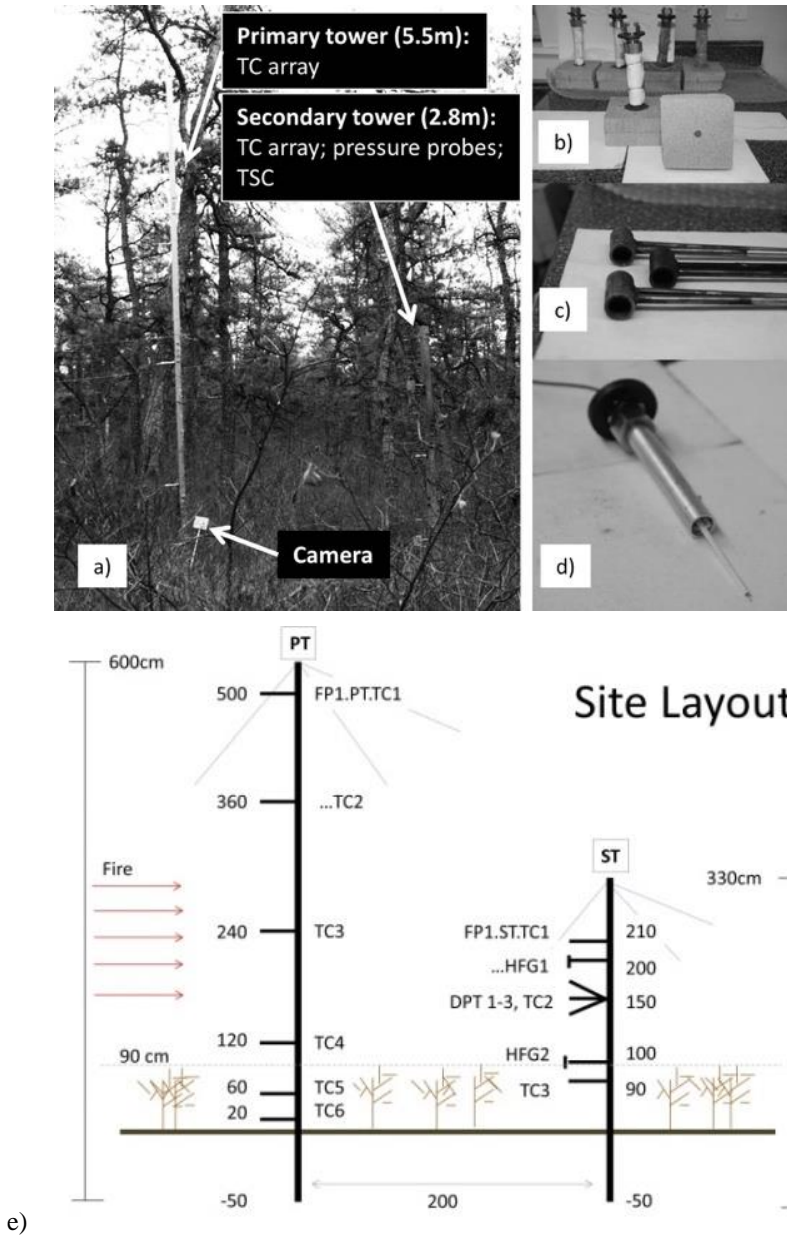 Primary tower (5.5m):
TC array
Secondary tower (2.8m):
TC array; pressure probes;
TSC
Camera
a)
b)
c)
d)
PT
600cm
500
FP1.PT.TC1
Site Layout
360
...TC2
ST
330cm
Fire
240
TC3
FP1.ST.TC1
210
...HFG1
200
DPT 1-3, TC2
150
120
TC4
90 cm
HFG2
100
60
TC5
TC3
90
20
TC6
-50
200
-50
e)